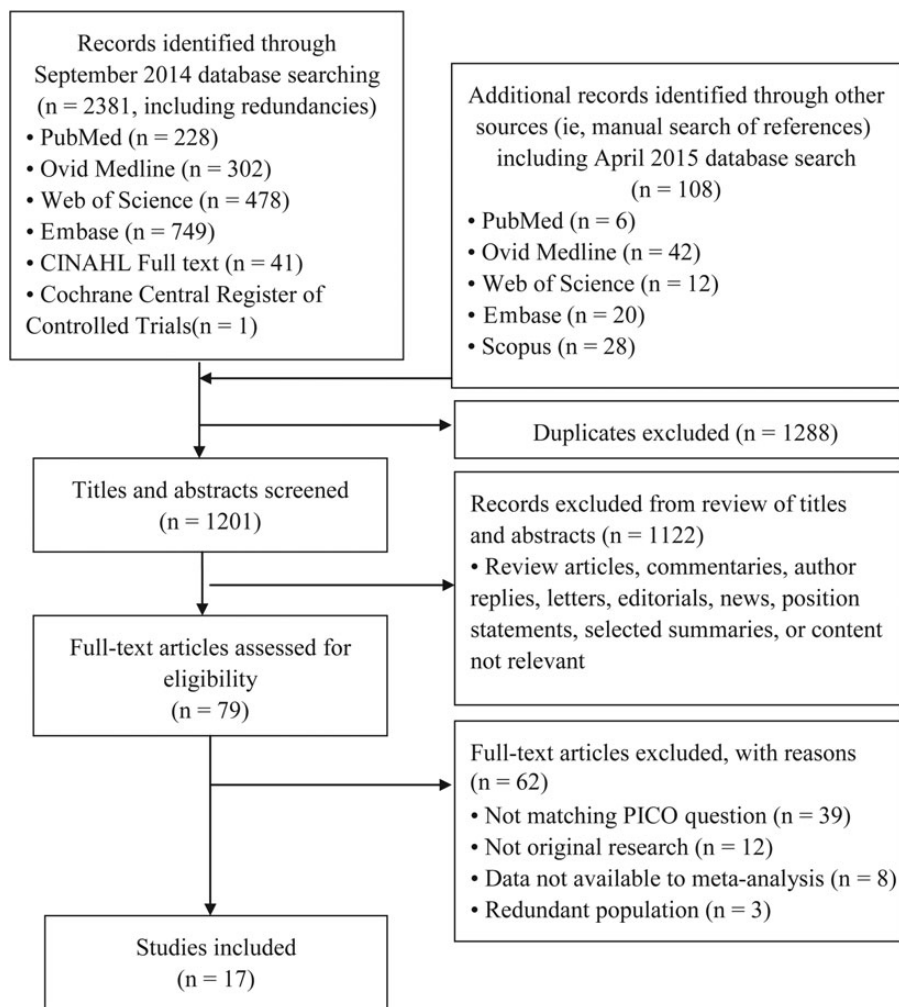 Records identified through
September 2014 database searching
(n = 2381, including redundancies)
• PubMed (n = 228)
• Ovid Medline (n = 302)
• Web of Science (n = 478)
• Embase (n = 749)
• CINAHL Full text (n = 41)
• Cochrane Central Register of
Controlled Trials(n = 1)
Additional records identified through other
sources (ie, manual search of references)
including April 2015 database search
(n = 108)
• PubMed (n = 6)
• Ovid Medline (n = 42)
• Web of Science (n = 12)
• Embase (n = 20)
• Scopus (n = 28)
Duplicates excluded (n = 1288)
Titles and abstracts screened
(n = 1201)
Records excluded from review of titles
and abstracts (n = 1122)
• Review articles, commentaries, author
replies, letters, editorials, news, position
statements, selected summaries, or content
not relevant
Full-text articles assessed for
eligibility
(n = 79)
Full-text articles excluded, with reasons
(n = 62)
• Not matching PICO question (n = 39)
• Not original research (n = 12)
• Data not available to meta-analysis (n = 8)
• Redundant population (n = 3)
Studies included
(n = 17)